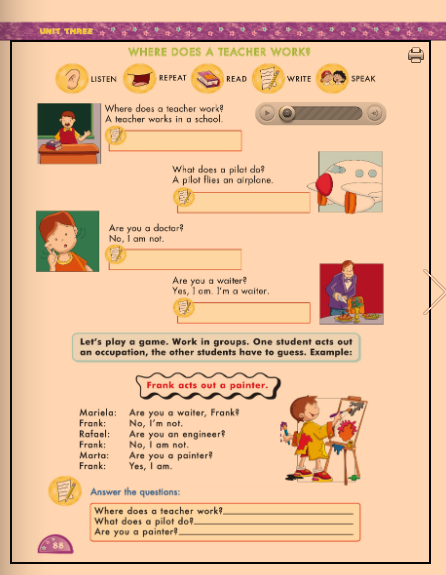 UNIT THREE
WHERE DOES A TEACHER WORK?
LISTEN REPEAT READ WRITE SPEAK
Where does a teacher work?
A teacher works in a school.
What does a pilot do?
A pilot flies an airplane.
Are you a doctor?
No, I am not.
Are you a waiter?
Yes, I am. I'm a waiter.
Let's play a game. Work in groups. One student acts out
an occupation, the other students have to guess. Example:
Frank acts out a painter.
Mariela: Are you a waiter, Frank?
Frank: No, I'm not.
Rafael: Are you an engineer?
Frank: No, I am not.
Marta: Are you a painter?
Frank: Yes, I am.
Answer the questions:
Where does a teacher work?
What does a pilot do?
Are you a painter?
88